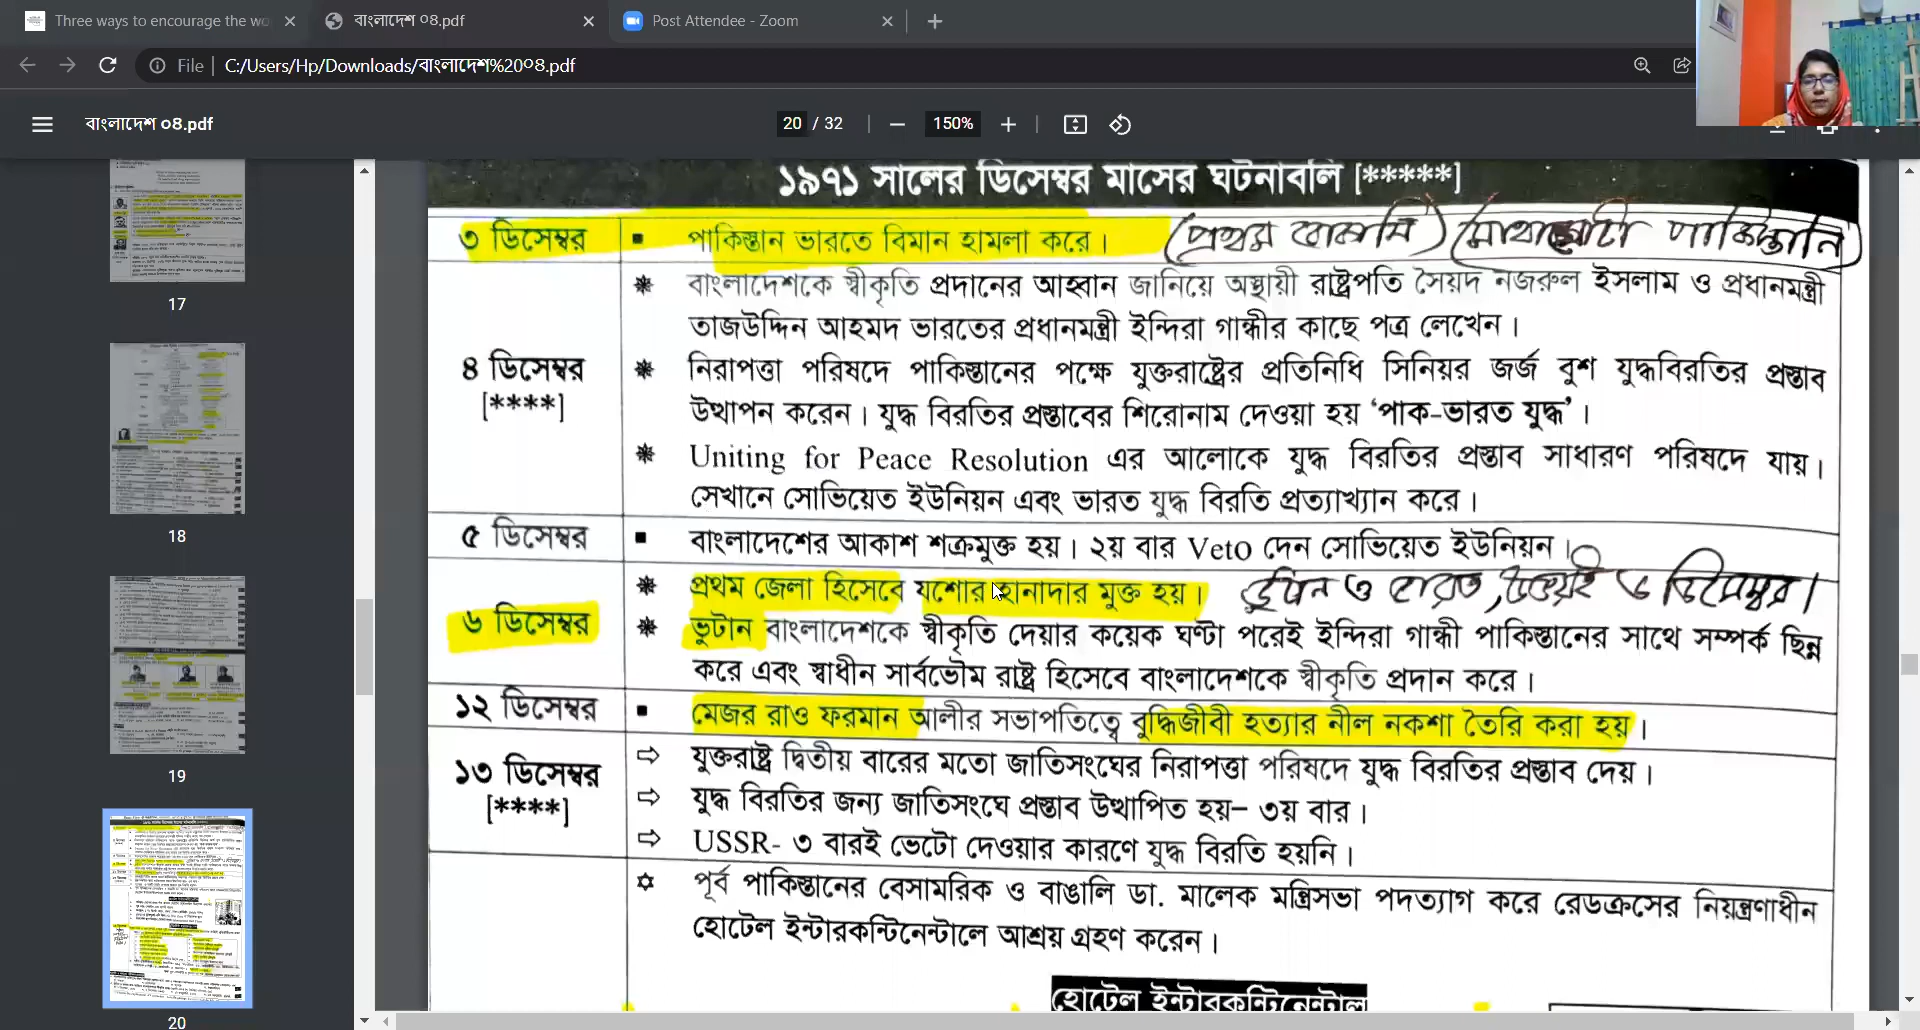 Three ways to encourage the wo
বাংলাদেশ ০৪.pdf
Post Attendee - Zoom
File
C:/Users/Hp/Downloads/বাংলাদেশ%20০৪.pdf
বাংলাদেশ ০৪.pdf
20 / 32
150%
17
18
19
20
১৯৭১ সালের ডিসেম্বর মাসের ঘটনাবলি [*****]
৩ ডিসেম্বর ▪ পাকিস্তান ভারতে বিমান হামলা করে। (প্রথম পাকিস্তানি)
❋ বাংলাদেশকে স্বীকৃতি প্রদানের আহ্বান জানিয়ে অস্থায়ী রাষ্ট্রপতি সৈয়দ নজরুল ইসলাম ও প্রধানমন্ত্রী
তাজউদ্দিন আহমদ ভারতের প্রধানমন্ত্রী ইন্দিরা গান্ধীর কাছে পত্র লেখেন।
৪ ডিসেম্বর
[****]
❋ নিরাপত্তা পরিষদে পাকিস্তানের পক্ষে যুক্তরাষ্ট্রের প্রতিনিধি সিনিয়র জর্জ বুশ যুদ্ধবিরতির প্রস্তাব
উত্থাপন করেন। যুদ্ধ বিরতির প্রস্তাবের শিরোনাম দেওয়া হয় ‘পাক-ভারত যুদ্ধ’।
❋ Uniting for Peace Resolution এর আলোকে যুদ্ধ বিরতির প্রস্তাব সাধারণ পরিষদে যায়।
সেখানে সোভিয়েত ইউনিয়ন এবং ভারত যুদ্ধ বিরতি প্রত্যাখ্যান করে।
৫ ডিসেম্বর ▪ বাংলাদেশের আকাশ শত্রুমুক্ত হয়। ২য় বার Veto দেন সোভিয়েত ইউনিয়ন।
❋ প্রথম জেলা হিসেবে যশোর হানাদার মুক্ত হয়। ভুটান ও ভারত, ৬ ডিসেম্বর।
৬ ডিসেম্বর
❋ ভুটান বাংলাদেশকে স্বীকৃতি দেয়ার কয়েক ঘণ্টা পরেই ইন্দিরা গান্ধী পাকিস্তানের সাথে সম্পর্ক ছিন্ন
করে এবং স্বাধীন সার্বভৌম রাষ্ট্র হিসেবে বাংলাদেশকে স্বীকৃতি প্রদান করে।
১২ ডিসেম্বর ▪ মেজর রাও ফরমান আলীর সভাপতিত্বে বুদ্ধিজীবী হত্যার নীল নকশা তৈরি করা হয়।
১৩ ডিসেম্বর
[****]
⇨ যুক্তরাষ্ট্র দ্বিতীয় বারের মতো জাতিসংঘের নিরাপত্তা পরিষদে যুদ্ধ বিরতির প্রস্তাব দেয়।
⇨ যুদ্ধ বিরতির জন্য জাতিসংঘে প্রস্তাব উত্থাপিত হয়– ৩য় বার।
⇨ USSR- ৩ বারই ভেটো দেওয়ার কারণে যুদ্ধ বিরতি হয়নি।
✡ পূর্ব পাকিস্তানের বেসামরিক ও বাঙালি ডা. মালেক মন্ত্রিসভা পদত্যাগ করে রেডক্রসের নিয়ন্ত্রণাধীন
হোটেল ইন্টারকন্টিনেন্টালে আশ্রয় গ্রহণ করেন।
হোটেল ইন্টারকন্টিনেন্টাল